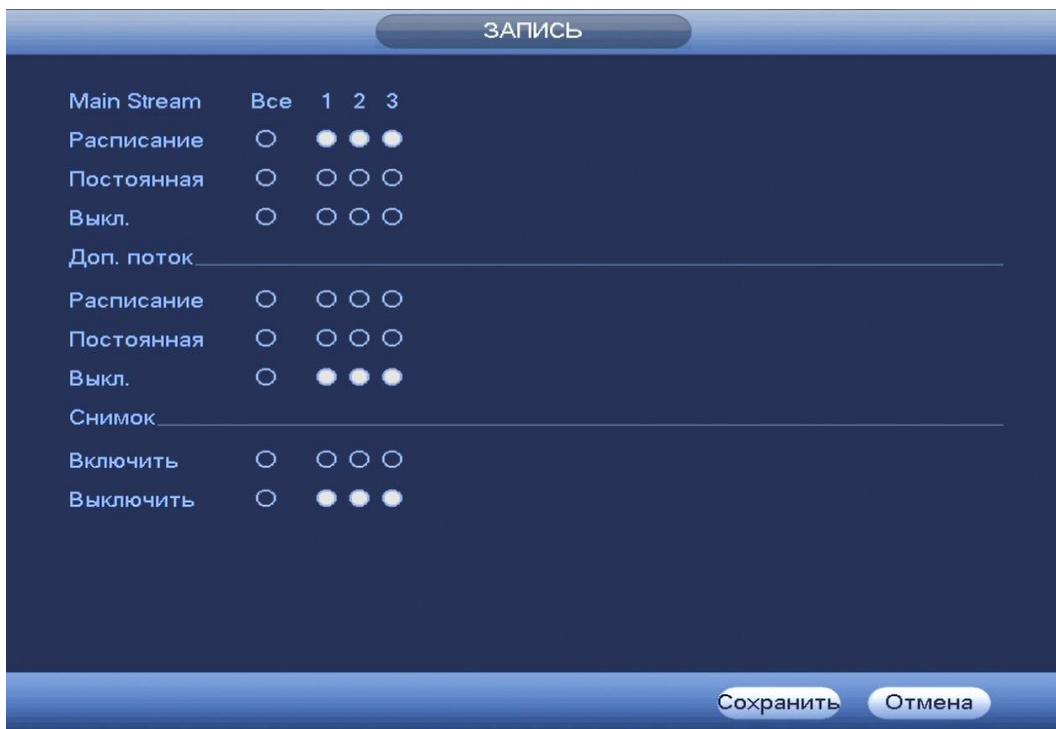 ЗАПИСЬ
Main Stream Все 1 2 3
Расписание
Постоянная
Выкл.
Доп. поток
Расписание
Постоянная
Выкл.
Снимок
Включить
Выключить
Сохранить Отмена